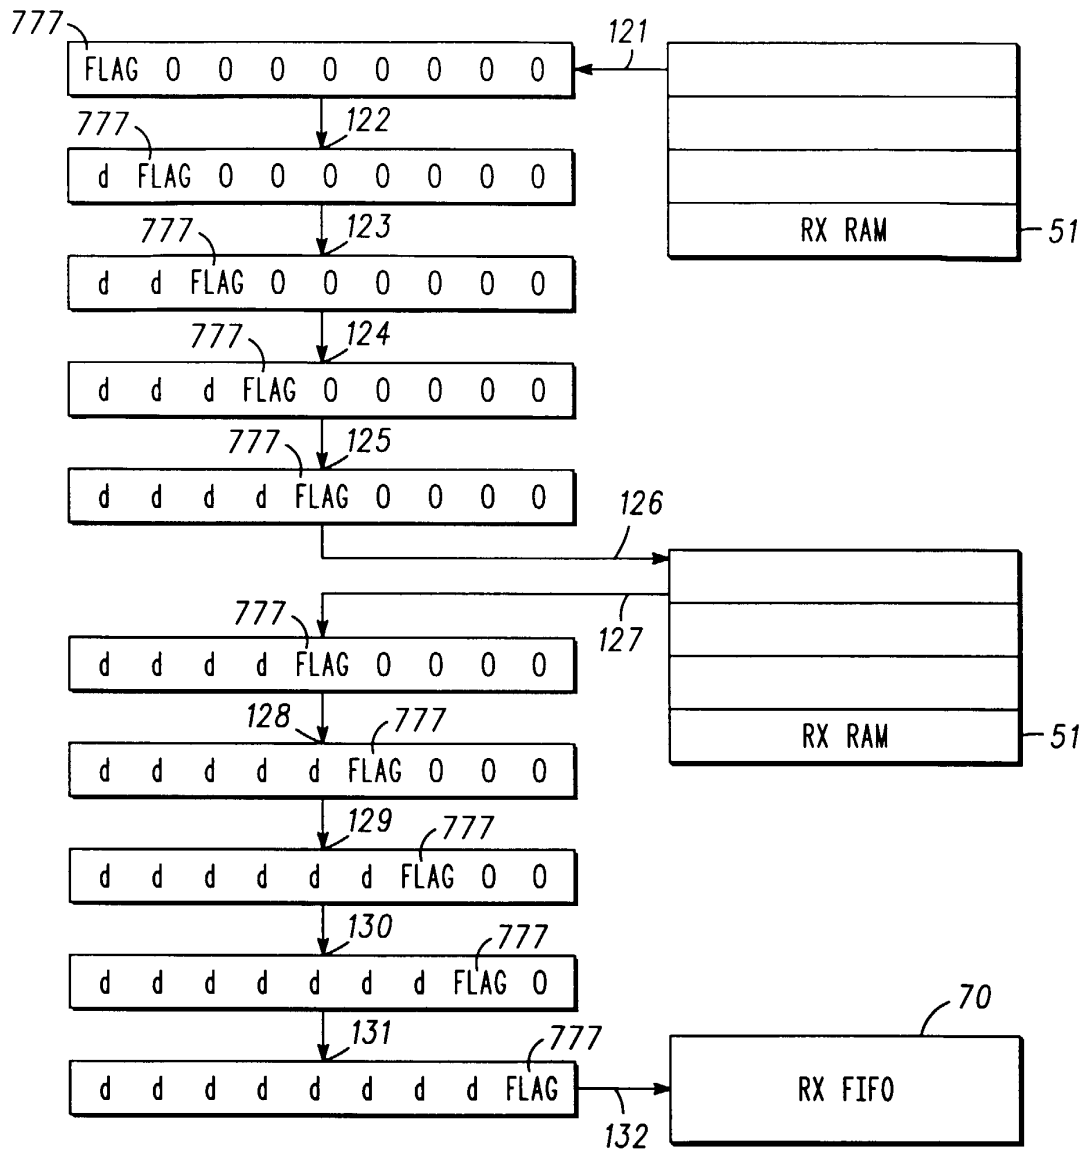 777
121
FLAG 0 0 0 0 0 0 0 0
777
122
d FLAG 0 0 0 0 0 0 0
RX RAM
51
777
123
d d FLAG 0 0 0 0 0 0
777
124
d d d FLAG 0 0 0 0 0
777
125
d d d d FLAG 0 0 0 0
126
777
127
d d d d FLAG 0 0 0 0
128
777
RX RAM
51
d d d d d FLAG 0 0 0
129
777
d d d d d d FLAG 0 0
130
777
d d d d d d d FLAG 0
70
131
777
d d d d d d d d FLAG
RX FIFO
132